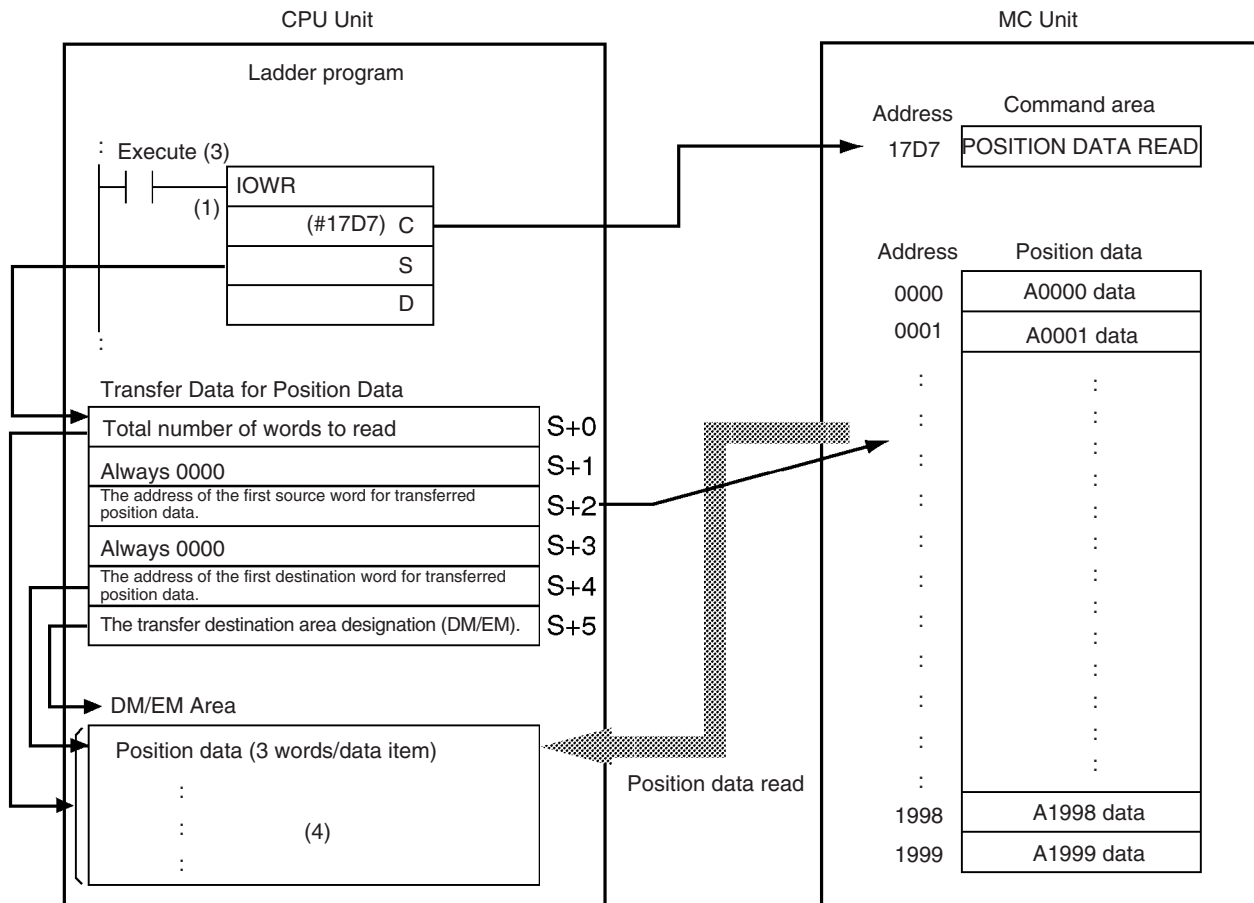 CPU Unit
Ladder program
:
Execute (3)
(1)
IOWR
(#17D7) C
S
D
:
Transfer Data for Position Data
Total number of words to read S+0
Always 0000 S+1
The address of the first source word for transferred
position data. S+2
Always 0000 S+3
The address of the first destination word for transferred
position data. S+4
The transfer destination area designation (DM/EM). S+5
DM/EM Area
Position data (3 words/data item)
:
: (4)
:
Position data read
MC Unit
Address Command area
17D7 POSITION DATA READ
Address Position data
0000 A0000 data
0001 A0001 data
: :
: :
: :
: :
: :
: :
: :
: :
: :
: :
: 
1998 A1998 data
1999 A1999 data